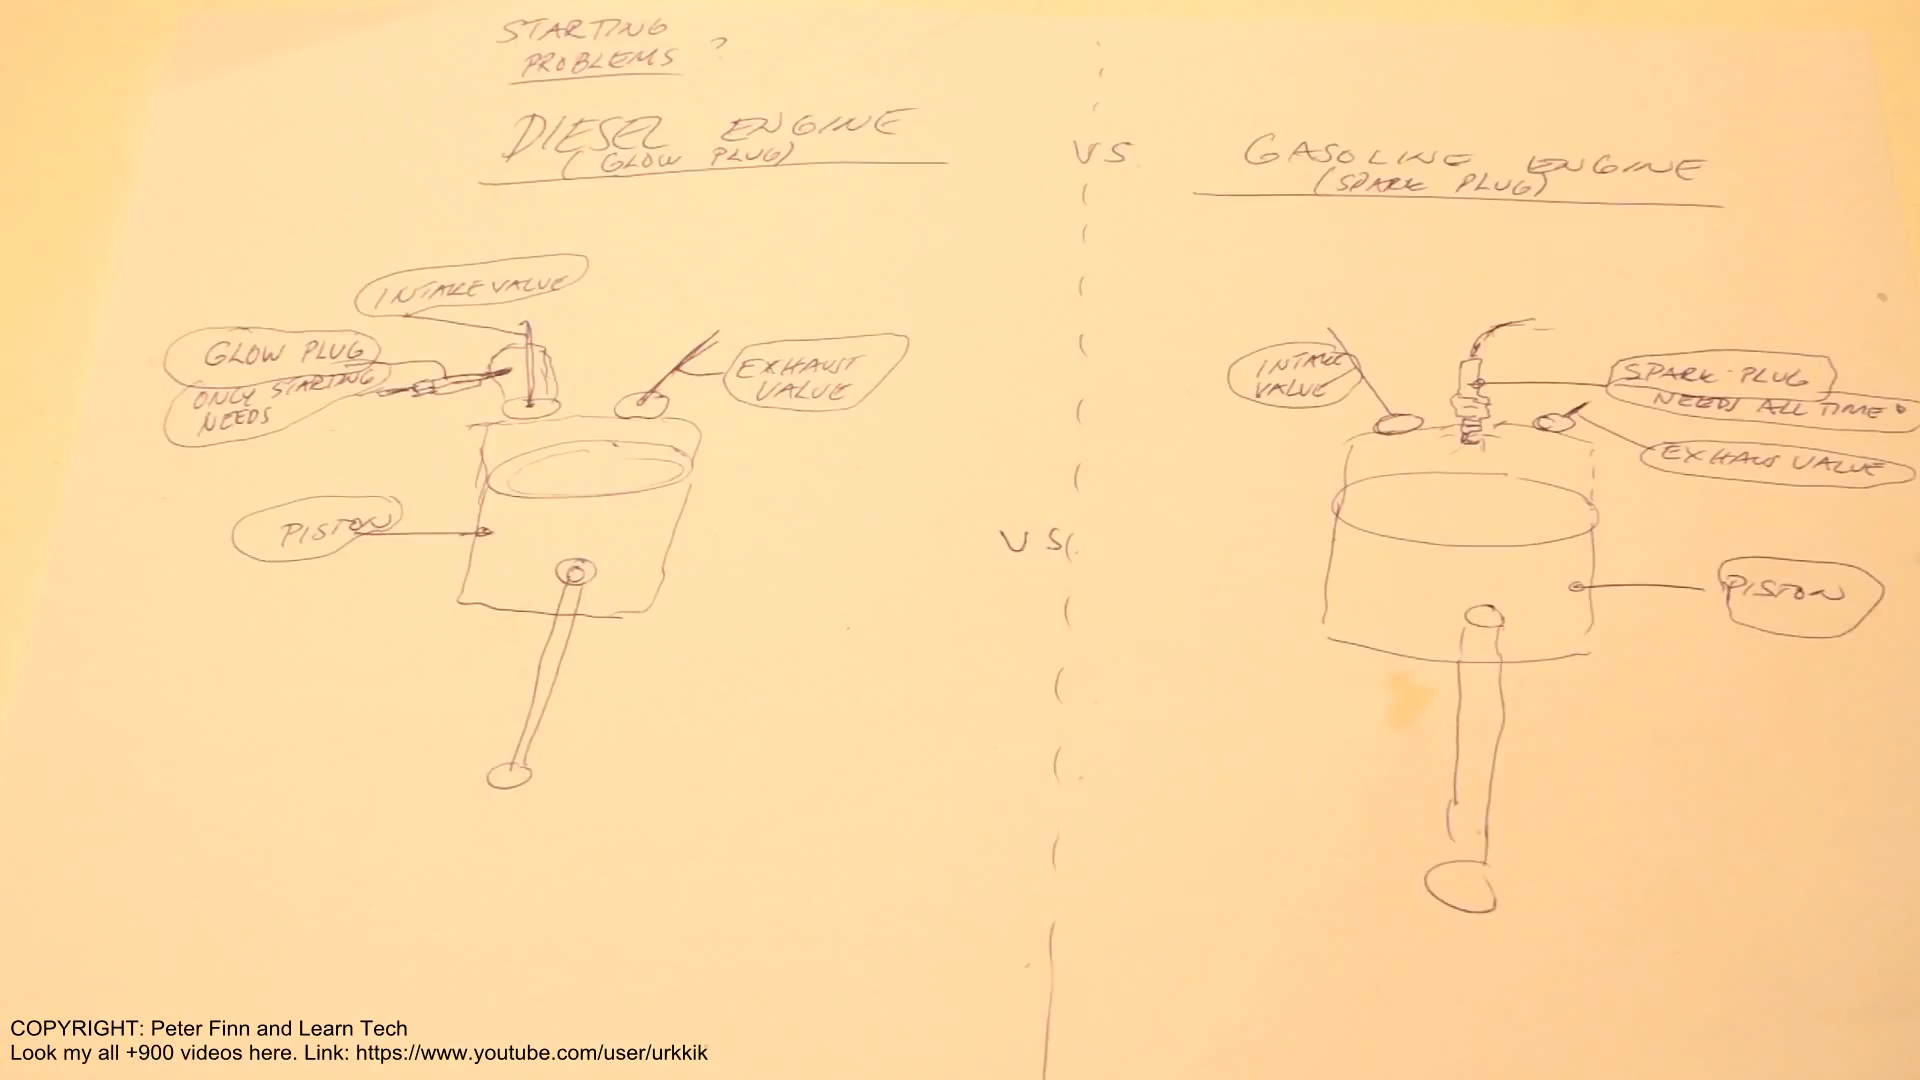 STARTING
PROBLEMS ?
DIESEL ENGINE
(GLOW PLUG)
VS.
GASOLINE ENGINE
(SPARK PLUG)
INTAKE VALUE
GLOW PLUG
ONLY STARTING
NEEDS
EXHAUST
VALUE
PISTON
VS
INTAKE
VALUE
SPARK PLUG
NEEDS ALL TIME
EXHAUS VALUE
PISTON
COPYRIGHT: Peter Finn and Learn Tech
Look my all +900 videos here. Link: https://www.youtube.com/user/urkkik